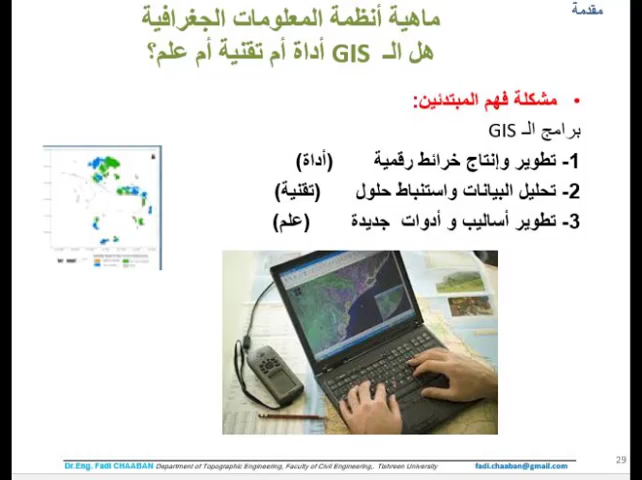 مقدمة
ماهية أنظمة المعلومات الجغرافية
هل الـ GIS أداة أم تقنية أم علم؟
• مشكلة فهم المبتدئين:
برامج الـ GIS
1- تطوير وإنتاج خرائط رقمية (أداة)
2- تحليل البيانات واستنباط حلول (تقنية)
3- تطوير أساليب و أدوات جديدة (علم)
29
Dr.Eng. Fadi CHAABAN Department of Topographic Engineering, Faculty of Civil Engineering, Tishreen University fadi.chaaban@gmail.com